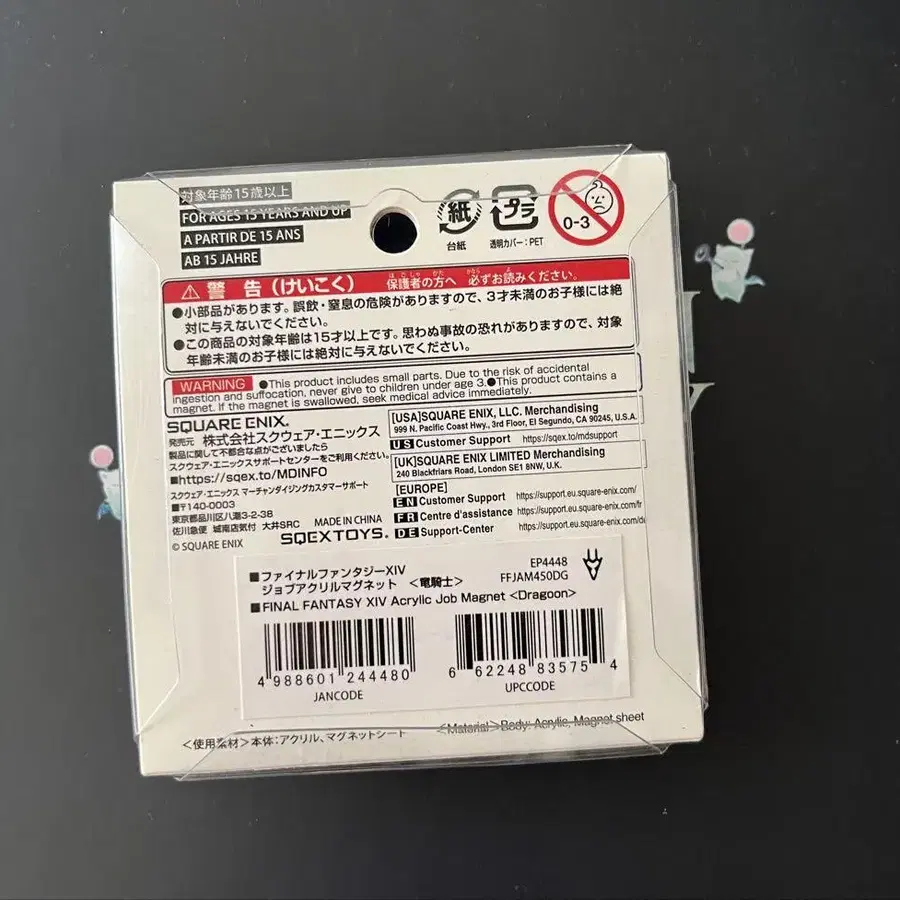 対象年齢15歳以上
FOR AGES 15 YEARS AND UP
A PARTIR DE 15 ANS
AB 15 JAHRE
紙
台紙
プラ
透明カバー：PET
0-3
警告（けいこく） 保護者の方へ 必ずお読みください。
●小部品があります。誤飲・窒息の危険がありますので、3才未満のお子様には絶
対に与えないでください。
●この商品の対象年齢は15才以上です。思わぬ事故の恐れがありますので、対象
年齢未満のお子様には絶対に与えないでください。
WARNING ●This product includes small parts. Due to the risk of accidental
ingestion and suffocation, never give to children under age 3.●This product contains a
magnet. If the magnet is swallowed, seek medical advice immediately.
SQUARE ENIX.
発売元 株式会社スクウェア・エニックス
製品に関して不都合な点がございましたら
スクウェア・エニックスサポートセンターをご利用ください。
■https://sqex.to/MDINFO
スクウェア・エニックス マーチャンダイジングカスタマーサポート
■〒140-0003
東京都品川区八潮3-2-38
佐川急便 城南店気付 大井SRC
MADE IN CHINA
© SQUARE ENIX
SQEXTOYS.
[USA]SQUARE ENIX, LLC. Merchandising
999 N. Pacific Coast Hwy., 3rd Floor, El Segundo, CA 90245, U.S.A.
US Customer Support https://sqex.to/mdsupport
[UK]SQUARE ENIX LIMITED Merchandising
240 Blackfriars Road, London SE1 8NW, U.K.
[EUROPE]
EN Customer Support https://support.eu.square-enix.com/
FR Centre d'assistance https://support.eu.square-enix.com/fr
DE Support-Center https://support.eu.square-enix.com/de
■ファイナルファンタジーXIV
ジョブアクリルマグネット ＜竜騎士＞
EP4448
FFJAM450DG
■FINAL FANTASY XIV Acrylic Job Magnet <Dragoon>
4 988601 244480
JANCODE
6 62248 83575 4
UPCCODE
＜使用素材＞本体：アクリル、マグネットシート
<Material>Body: Acrylic, Magnet sheet